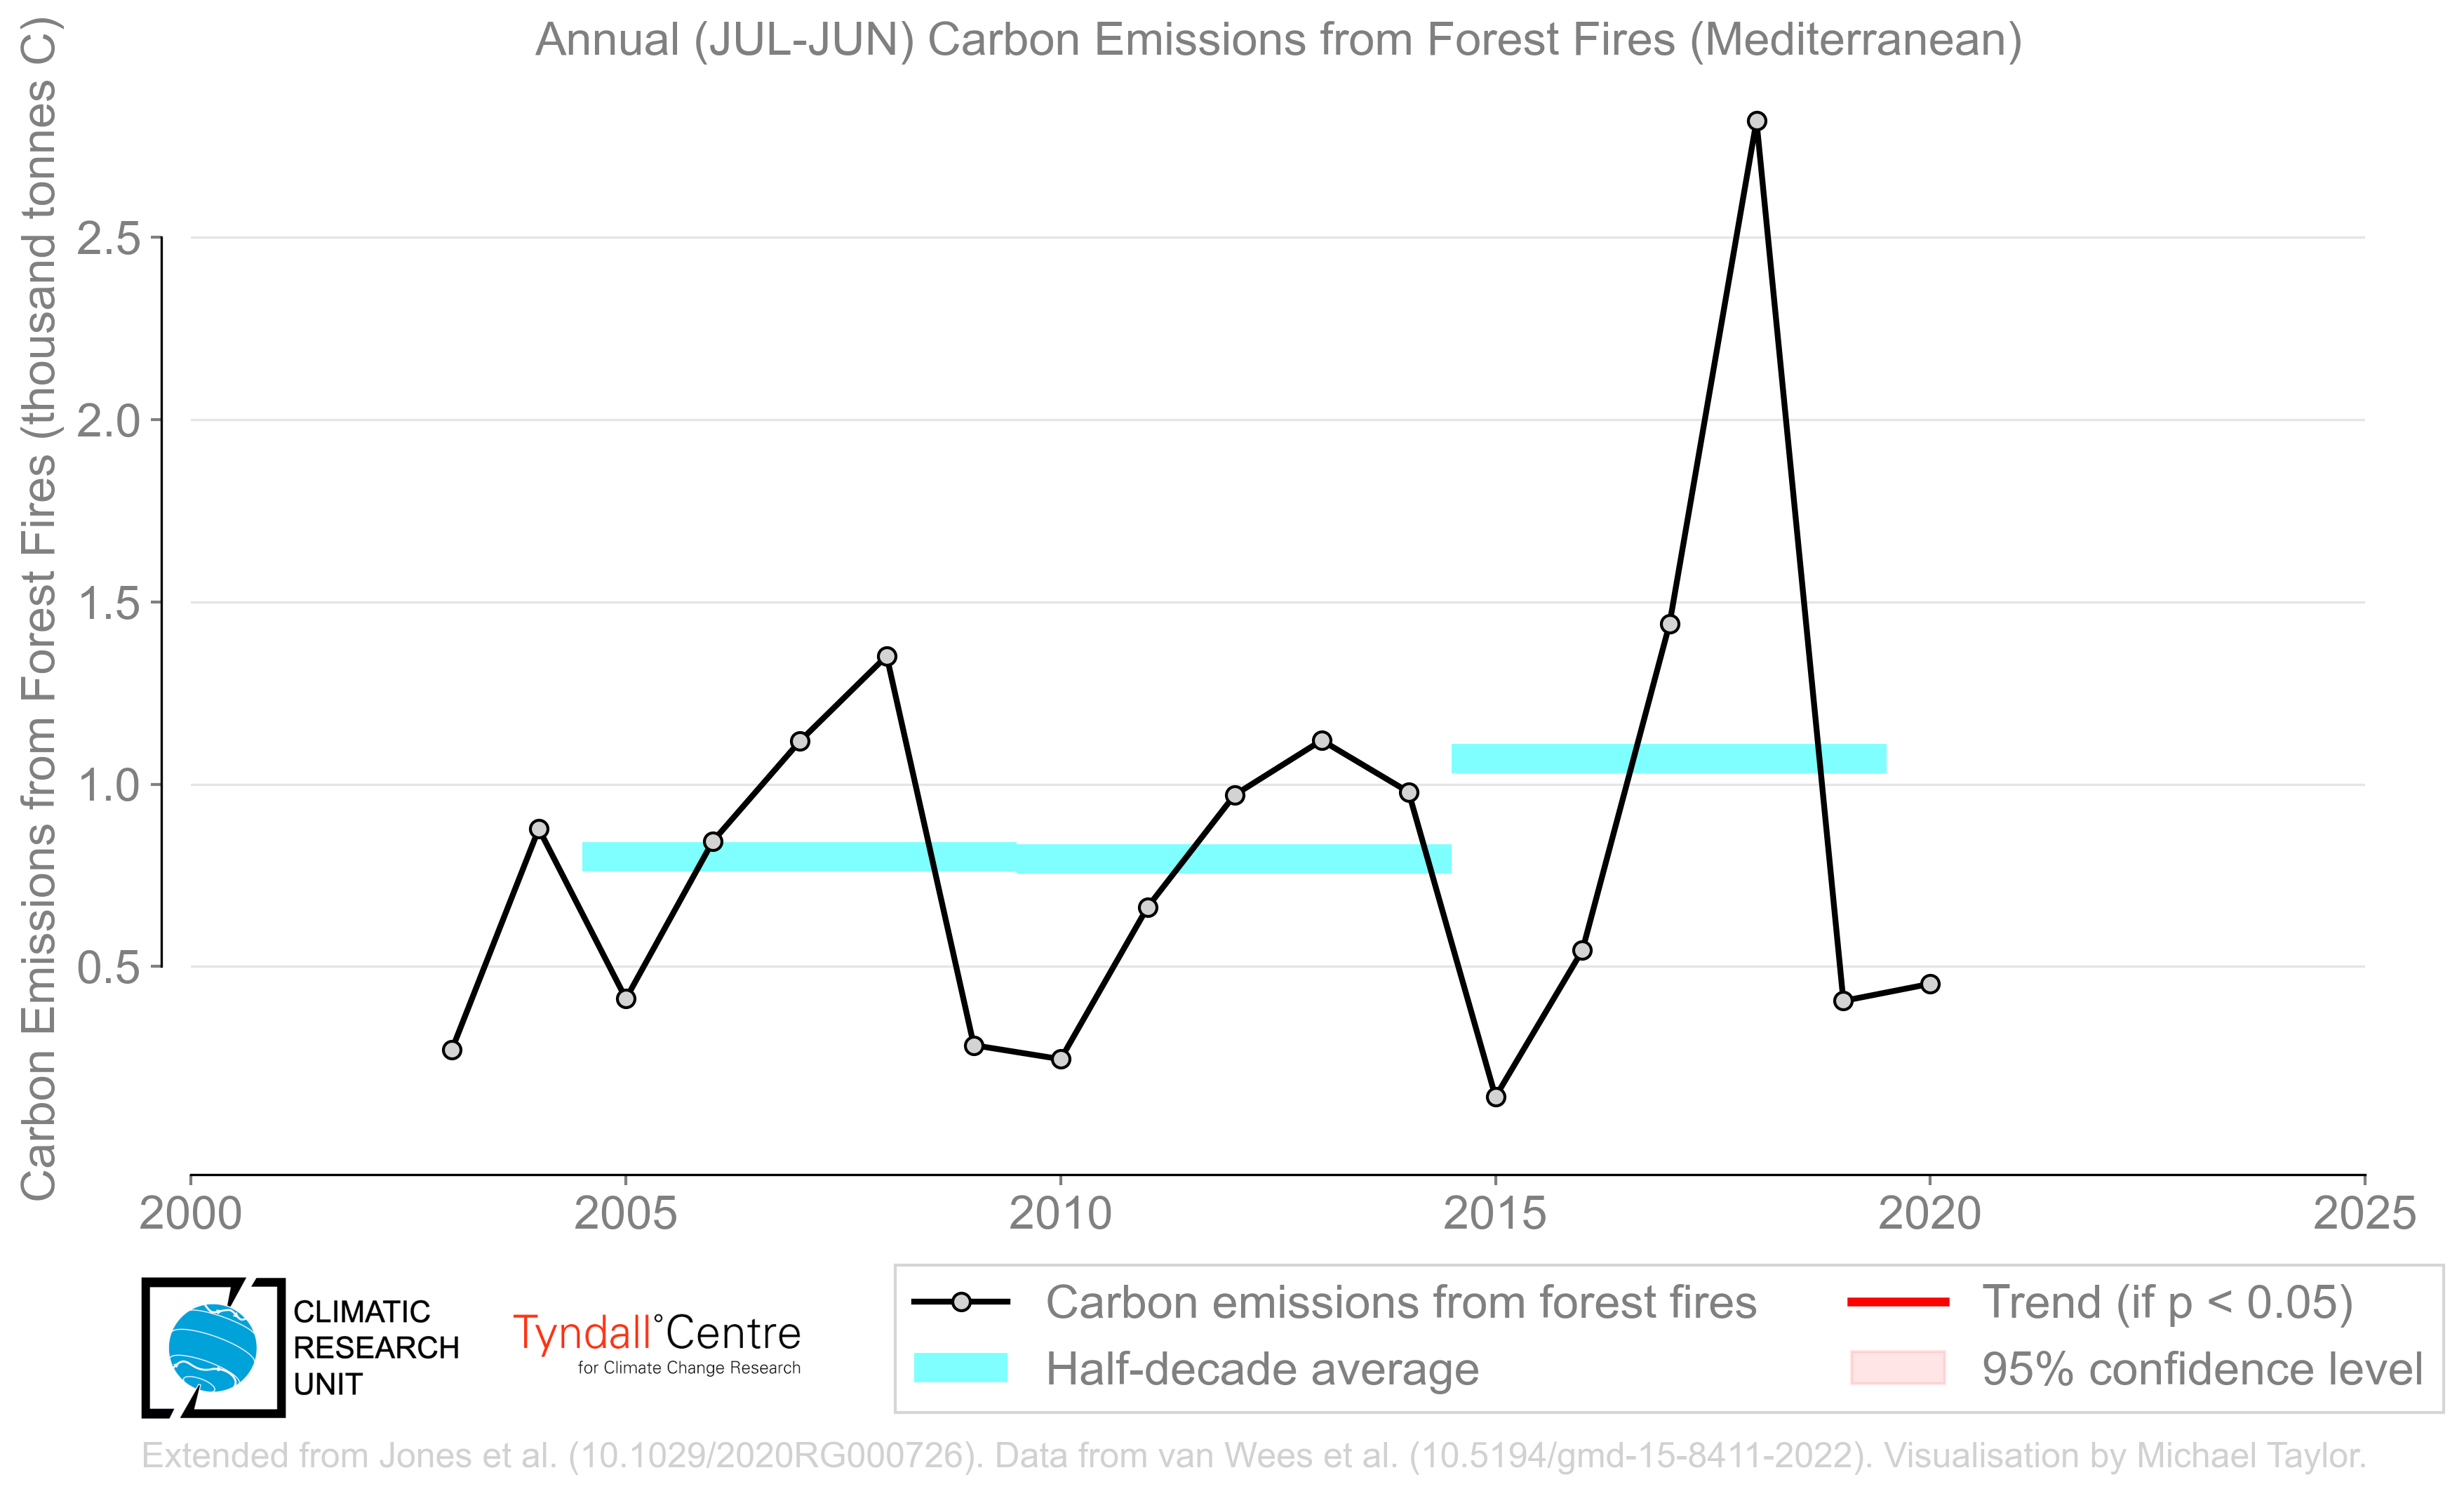 Annual (JUL-JUN) Carbon Emissions from Forest Fires (Mediterranean)
Carbon Emissions from Forest Fires (thousand tonnes C)
2.5
2.0
1.5
1.0
0.5
2000 2005 2010 2015 2020 2025
CLIMATIC
RESEARCH
UNIT
Tyndall°Centre
for Climate Change Research
Carbon emissions from forest fires
Half-decade average
Trend (if p < 0.05)
95% confidence level
Extended from Jones et al. (10.1029/2020RG000726). Data from van Wees et al. (10.5194/gmd-15-8411-2022). Visualisation by Michael Taylor.